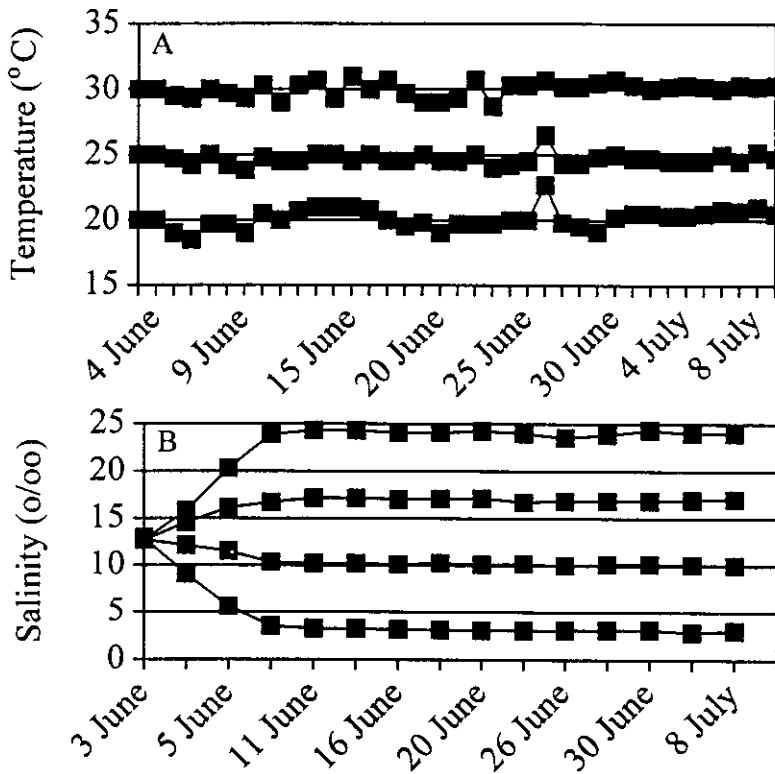 A
Temperature (°C)
35
30
25
20
15
4 June
9 June
15 June
20 June
25 June
30 June
4 July
8 July
B
Salinity (o/oo)
25
20
15
10
5
0
3 June
5 June
11 June
16 June
20 June
26 June
30 June
8 July